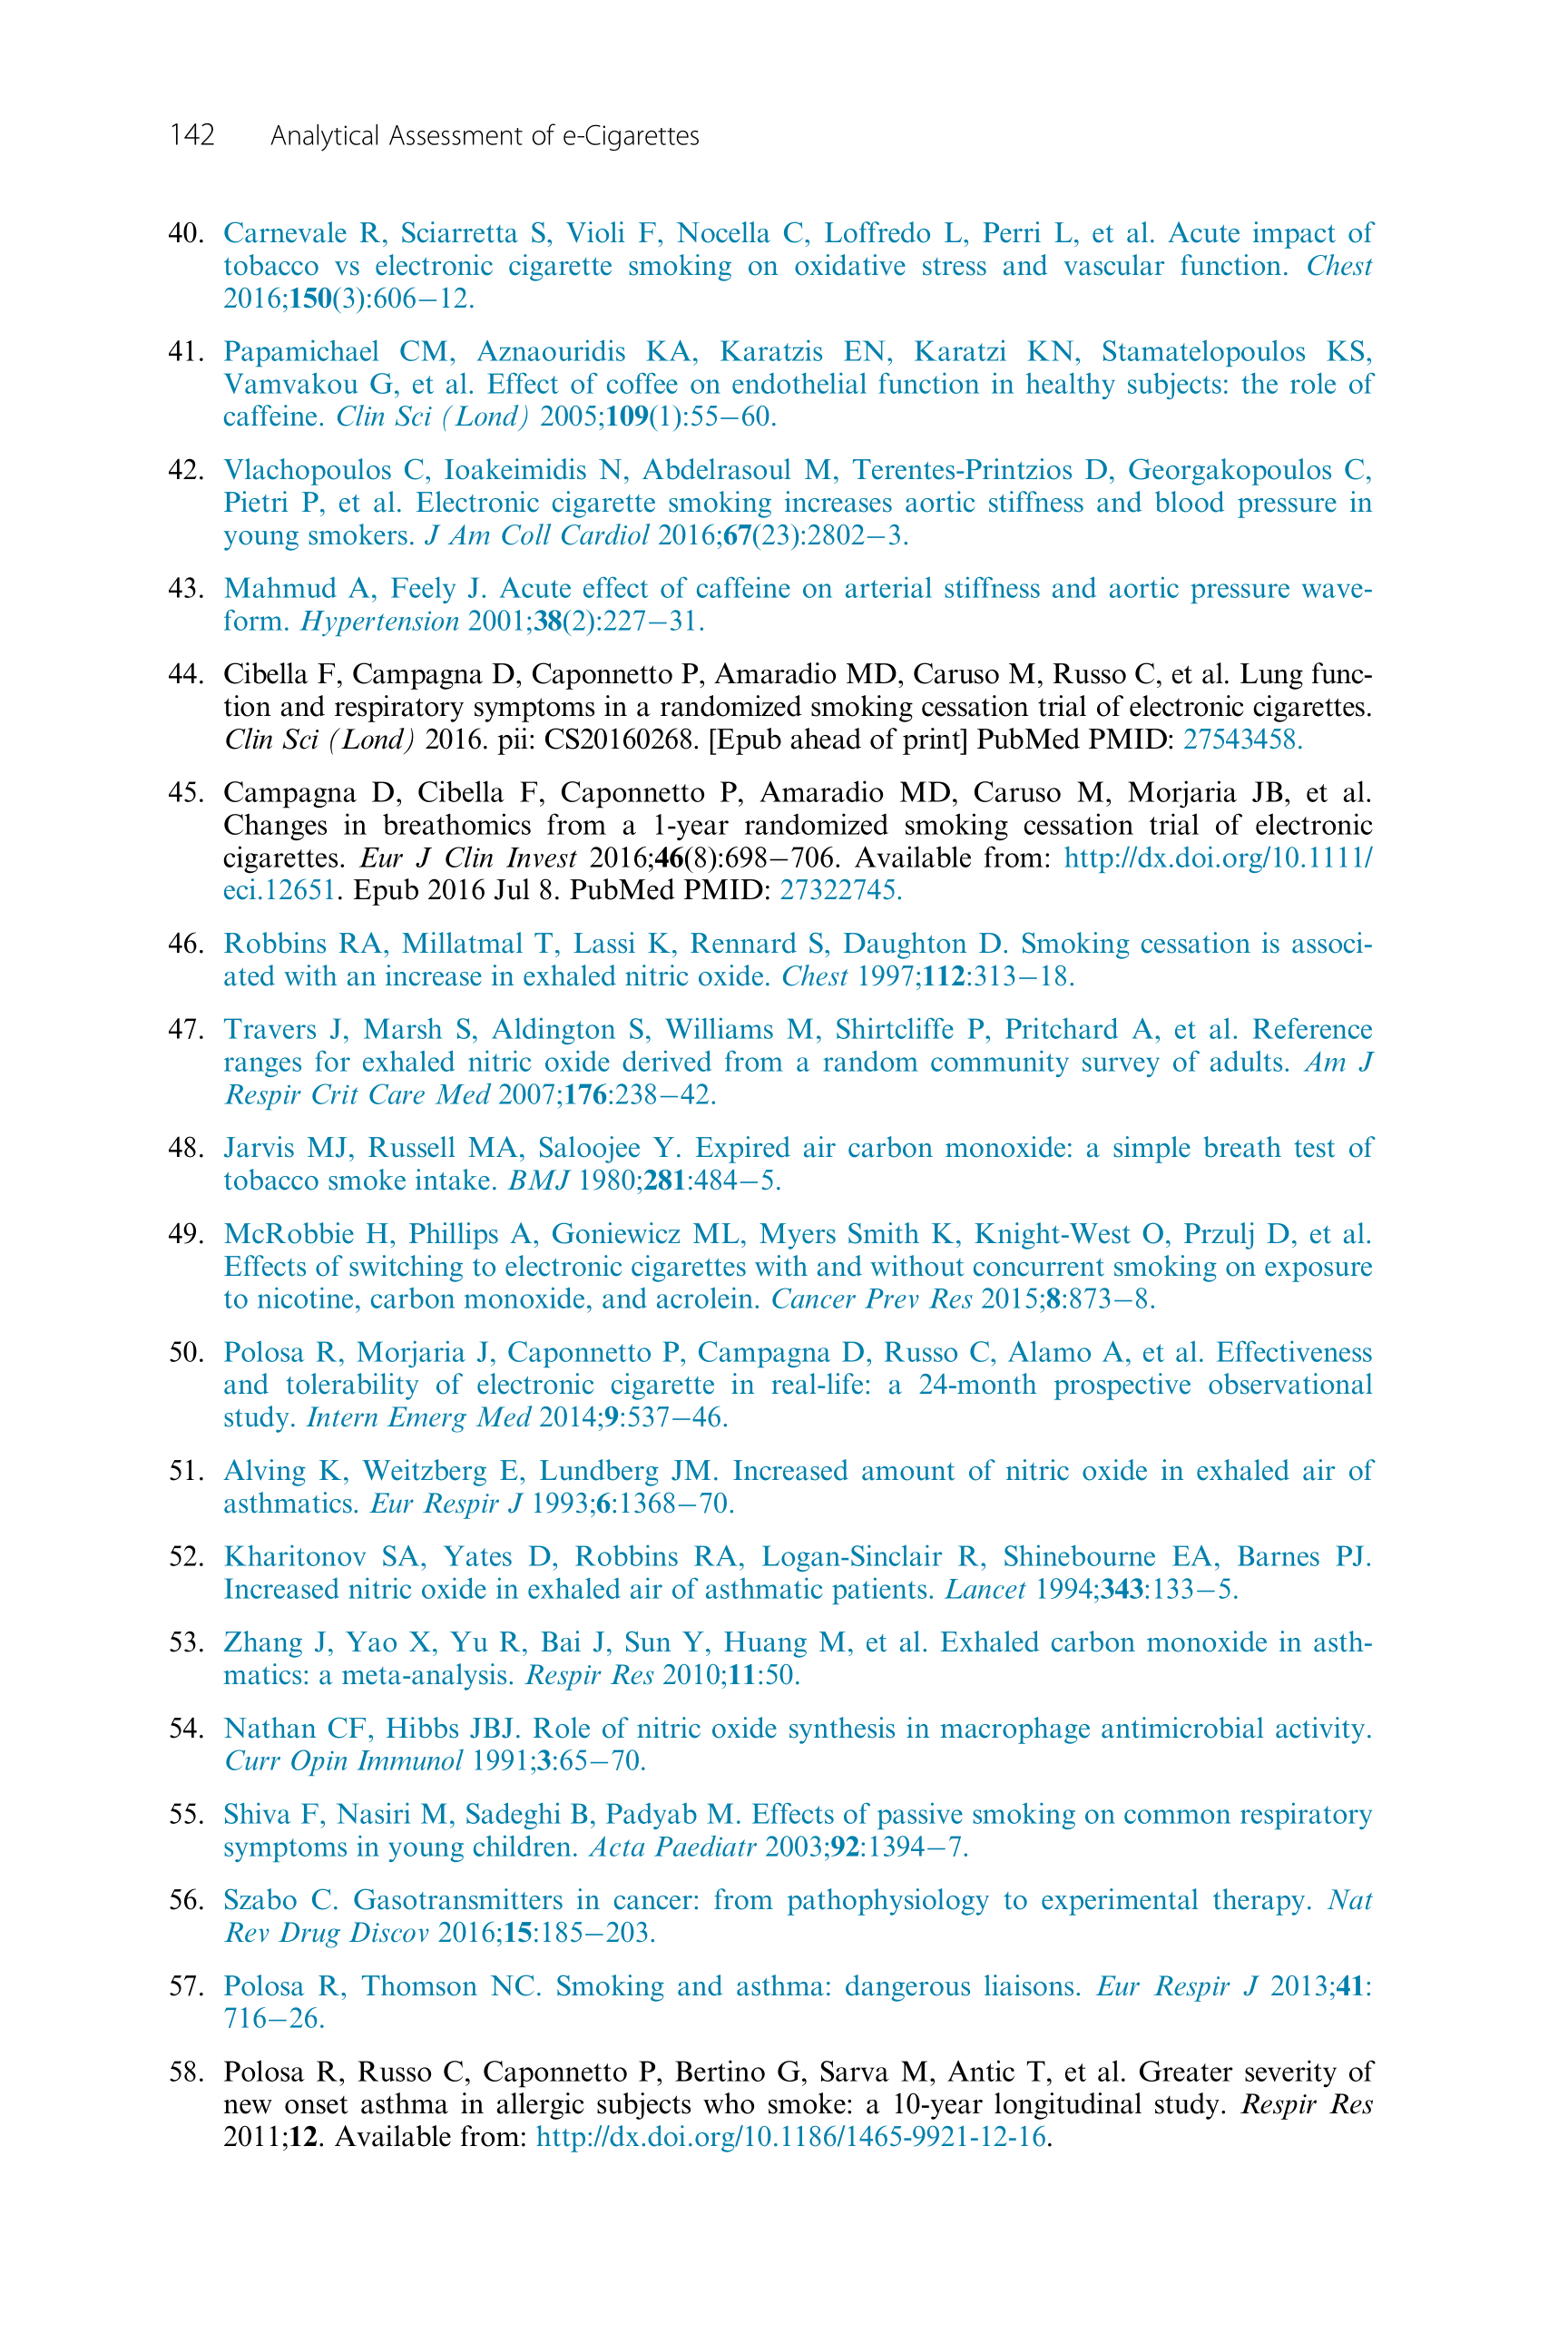 142 Analytical Assessment of e-Cigarettes
40. Carnevale R, Sciarretta S, Violi F, Nocella C, Loffredo L, Perri L, et al. Acute impact of
tobacco vs electronic cigarette smoking on oxidative stress and vascular function. Chest
2016;150(3):606−12.
41. Papamichael CM, Aznaouridis KA, Karatzis EN, Karatzi KN, Stamatelopoulos KS,
Vamvakou G, et al. Effect of coffee on endothelial function in healthy subjects: the role of
caffeine. Clin Sci (Lond) 2005;109(1):55−60.
42. Vlachopoulos C, Ioakeimidis N, Abdelrasoul M, Terentes-Printzios D, Georgakopoulos C,
Pietri P, et al. Electronic cigarette smoking increases aortic stiffness and blood pressure in
young smokers. J Am Coll Cardiol 2016;67(23):2802−3.
43. Mahmud A, Feely J. Acute effect of caffeine on arterial stiffness and aortic pressure wave-
form. Hypertension 2001;38(2):227−31.
44. Cibella F, Campagna D, Caponnetto P, Amaradio MD, Caruso M, Russo C, et al. Lung func-
tion and respiratory symptoms in a randomized smoking cessation trial of electronic cigarettes.
Clin Sci (Lond) 2016. pii: CS20160268. [Epub ahead of print] PubMed PMID: 27543458.
45. Campagna D, Cibella F, Caponnetto P, Amaradio MD, Caruso M, Morjaria JB, et al.
Changes in breathomics from a 1-year randomized smoking cessation trial of electronic
cigarettes. Eur J Clin Invest 2016;46(8):698−706. Available from: http://dx.doi.org/10.1111/
eci.12651. Epub 2016 Jul 8. PubMed PMID: 27322745.
46. Robbins RA, Millatmal T, Lassi K, Rennard S, Daughton D. Smoking cessation is associ-
ated with an increase in exhaled nitric oxide. Chest 1997;112:313−18.
47. Travers J, Marsh S, Aldington S, Williams M, Shirtcliffe P, Pritchard A, et al. Reference
ranges for exhaled nitric oxide derived from a random community survey of adults. Am J
Respir Crit Care Med 2007;176:238−42.
48. Jarvis MJ, Russell MA, Saloojee Y. Expired air carbon monoxide: a simple breath test of
tobacco smoke intake. BMJ 1980;281:484−5.
49. McRobbie H, Phillips A, Goniewicz ML, Myers Smith K, Knight-West O, Przulj D, et al.
Effects of switching to electronic cigarettes with and without concurrent smoking on exposure
to nicotine, carbon monoxide, and acrolein. Cancer Prev Res 2015;8:873−8.
50. Polosa R, Morjaria J, Caponnetto P, Campagna D, Russo C, Alamo A, et al. Effectiveness
and tolerability of electronic cigarette in real-life: a 24-month prospective observational
study. Intern Emerg Med 2014;9:537−46.
51. Alving K, Weitzberg E, Lundberg JM. Increased amount of nitric oxide in exhaled air of
asthmatics. Eur Respir J 1993;6:1368−70.
52. Kharitonov SA, Yates D, Robbins RA, Logan-Sinclair R, Shinebourne EA, Barnes PJ.
Increased nitric oxide in exhaled air of asthmatic patients. Lancet 1994;343:133−5.
53. Zhang J, Yao X, Yu R, Bai J, Sun Y, Huang M, et al. Exhaled carbon monoxide in asth-
matics: a meta-analysis. Respir Res 2010;11:50.
54. Nathan CF, Hibbs JBJ. Role of nitric oxide synthesis in macrophage antimicrobial activity.
Curr Opin Immunol 1991;3:65−70.
55. Shiva F, Nasiri M, Sadeghi B, Padyab M. Effects of passive smoking on common respiratory
symptoms in young children. Acta Paediatr 2003;92:1394−7.
56. Szabo C. Gasotransmitters in cancer: from pathophysiology to experimental therapy. Nat
Rev Drug Discov 2016;15:185−203.
57. Polosa R, Thomson NC. Smoking and asthma: dangerous liaisons. Eur Respir J 2013;41:
716−26.
58. Polosa R, Russo C, Caponnetto P, Bertino G, Sarva M, Antic T, et al. Greater severity of
new onset asthma in allergic subjects who smoke: a 10-year longitudinal study. Respir Res
2011;12. Available from: http://dx.doi.org/10.1186/1465-9921-12-16.